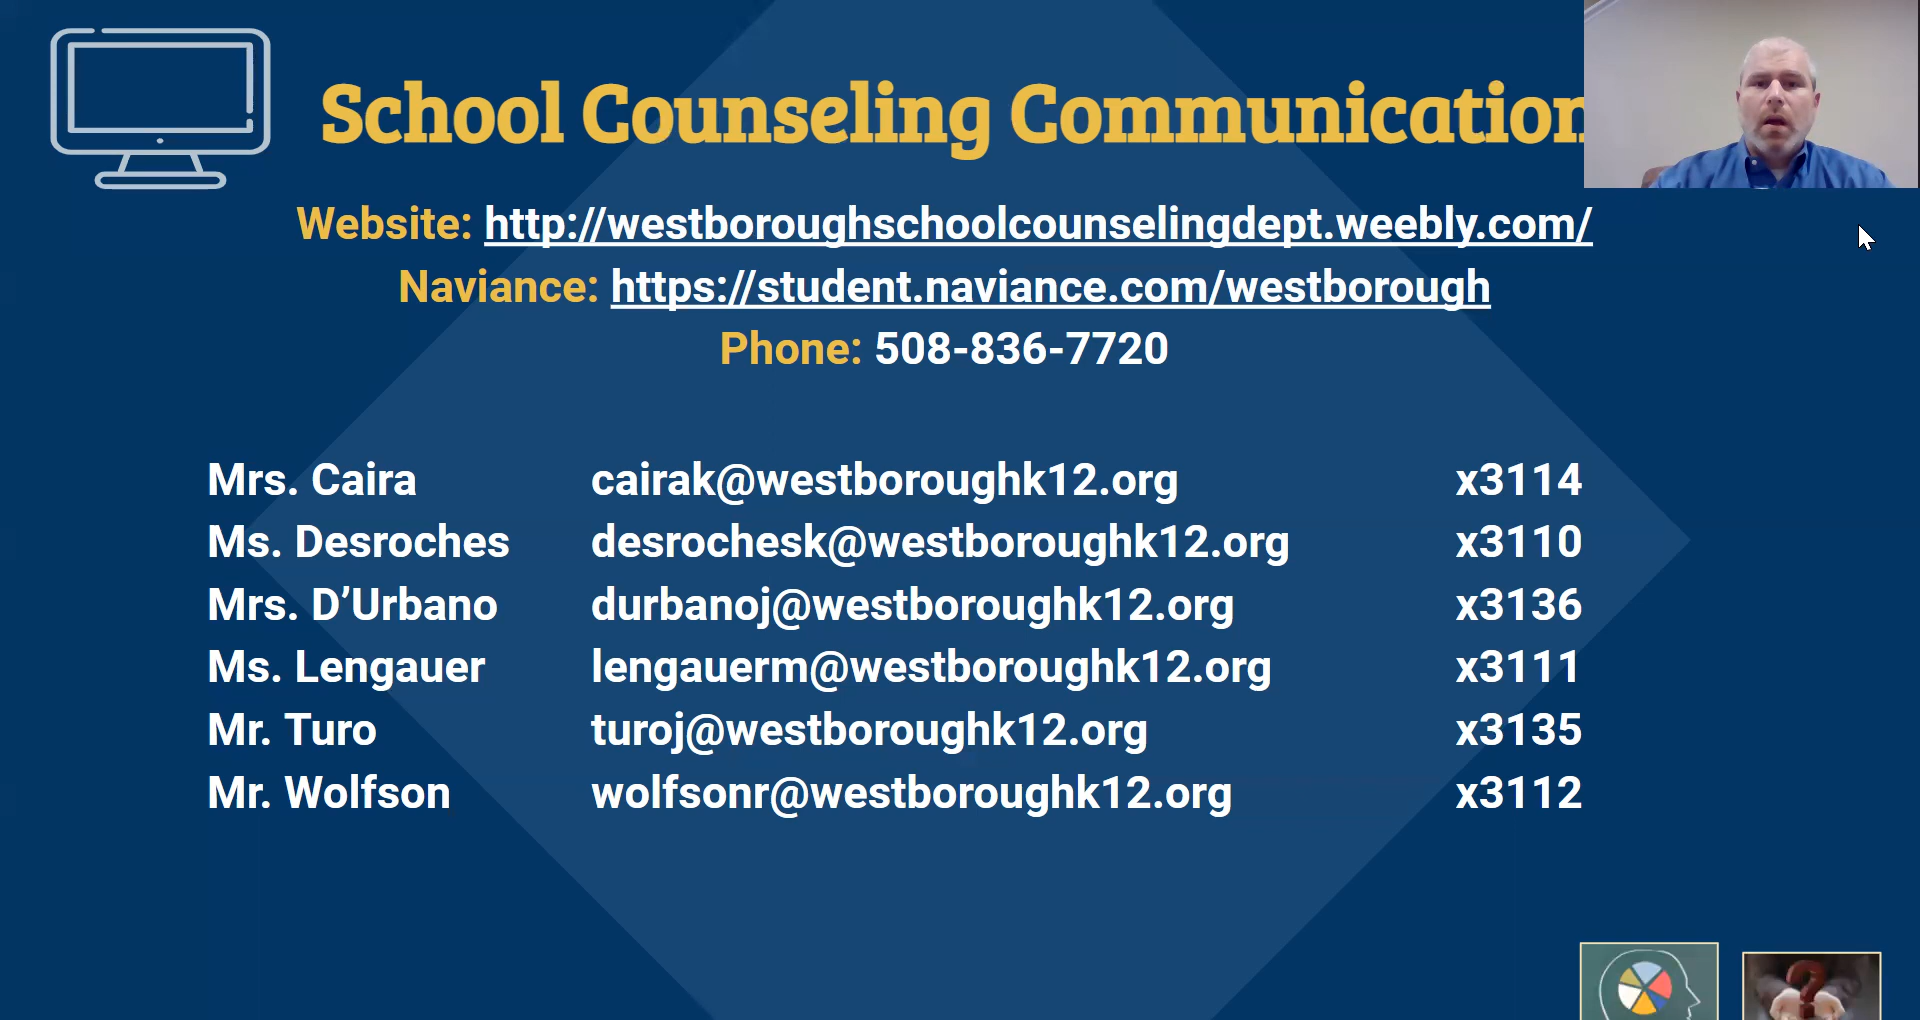 School Counseling Communication
Website: http://westboroughschoolcounselingdept.weebly.com/
Naviance: https://student.naviance.com/westborough
Phone: 508-836-7720
Mrs. Caira cairak@westboroughk12.org x3114
Ms. Desroches desrochesk@westboroughk12.org x3110
Mrs. D’Urbano durbanoj@westboroughk12.org x3136
Ms. Lengauer lengauerm@westboroughk12.org x3111
Mr. Turo turoj@westboroughk12.org x3135
Mr. Wolfson wolfsonr@westboroughk12.org x3112
?